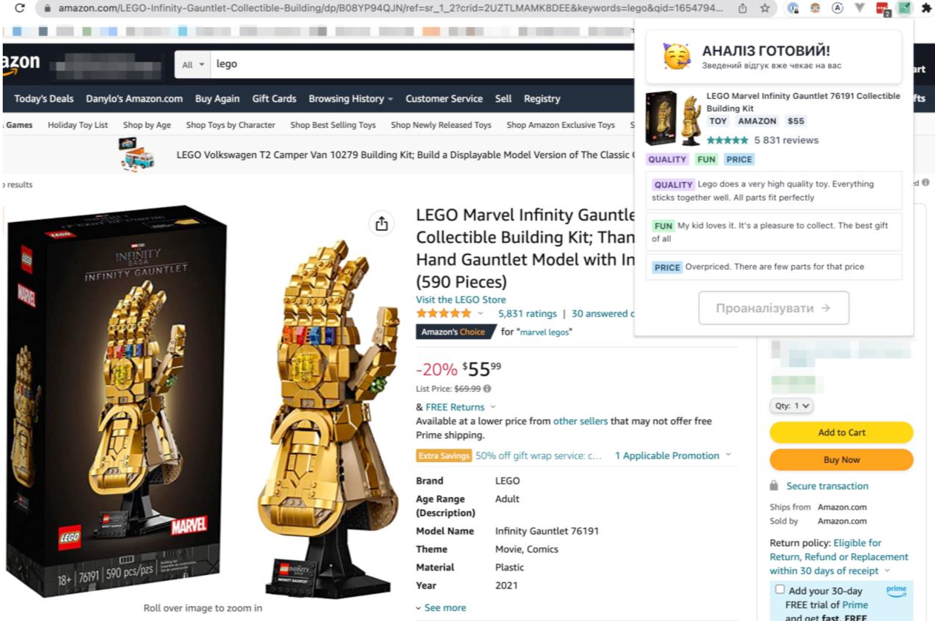 amazon.com/LEGO-Infinity-Gauntlet-Collectible-Building/dp/B08YP94QJN/ref=sr_1_2?crid=2UZTLMAMK8DEE&keywords=lego&qid=1654794...
azon
All
lego
Today's Deals Danylo's Amazon.com Buy Again Gift Cards Browsing History Customer Service Sell Registry
Games Holiday Toy List Shop by Age Shop Toys by Character Shop Best Selling Toys Shop Newly Released Toys Shop Amazon Exclusive Toys
LEGO Volkswagen T2 Camper Van 10279 Building Kit; Build a Displayable Model Version of The Classic
results
АНАЛІЗ ГОТОВИЙ!
Зведений відгук вже чекає на вас
LEGO Marvel Infinity Gauntlet 76191 Collectible
Building Kit
TOY AMAZON $55
5 831 reviews
QUALITY FUN PRICE
QUALITY Lego does a very high quality toy. Everything
sticks together well. All parts fit perfectly
FUN My kid loves it. It's a pleasure to collect. The best gift
of all
PRICE Overpriced. There are few parts for that price
Проаналізувати →
LEGO Marvel Infinity Gauntle
Collectible Building Kit; Than
Hand Gauntlet Model with In
(590 Pieces)
Visit the LEGO Store
5,831 ratings | 30 answered
Amazon's Choice for "marvel legos"
-20% $55 99
List Price: $69.99
& FREE Returns
Available at a lower price from other sellers that may not offer free
Prime shipping.
Extra Savings 50% off gift wrap service: c... 1 Applicable Promotion
Brand LEGO
Age Range Adult
(Description)
Model Name Infinity Gauntlet 76191
Theme Movie, Comics
Material Plastic
Year 2021
See more
LEGO
MARVEL
INFINITY
SAGA
INFINITY GAUNTLET
LEGO
MARVEL
18+ 76191 590 pcs/pzs
INFINITY GAUNTLET
Roll over image to zoom in
Qty: 1
Add to Cart
Buy Now
Secure transaction
Ships from Amazon.com
Sold by Amazon.com
Return policy: Eligible for
Return, Refund or Replacement
within 30 days of receipt
Add your 30-day
FREE trial of Prime
and get fast, FREE
prime